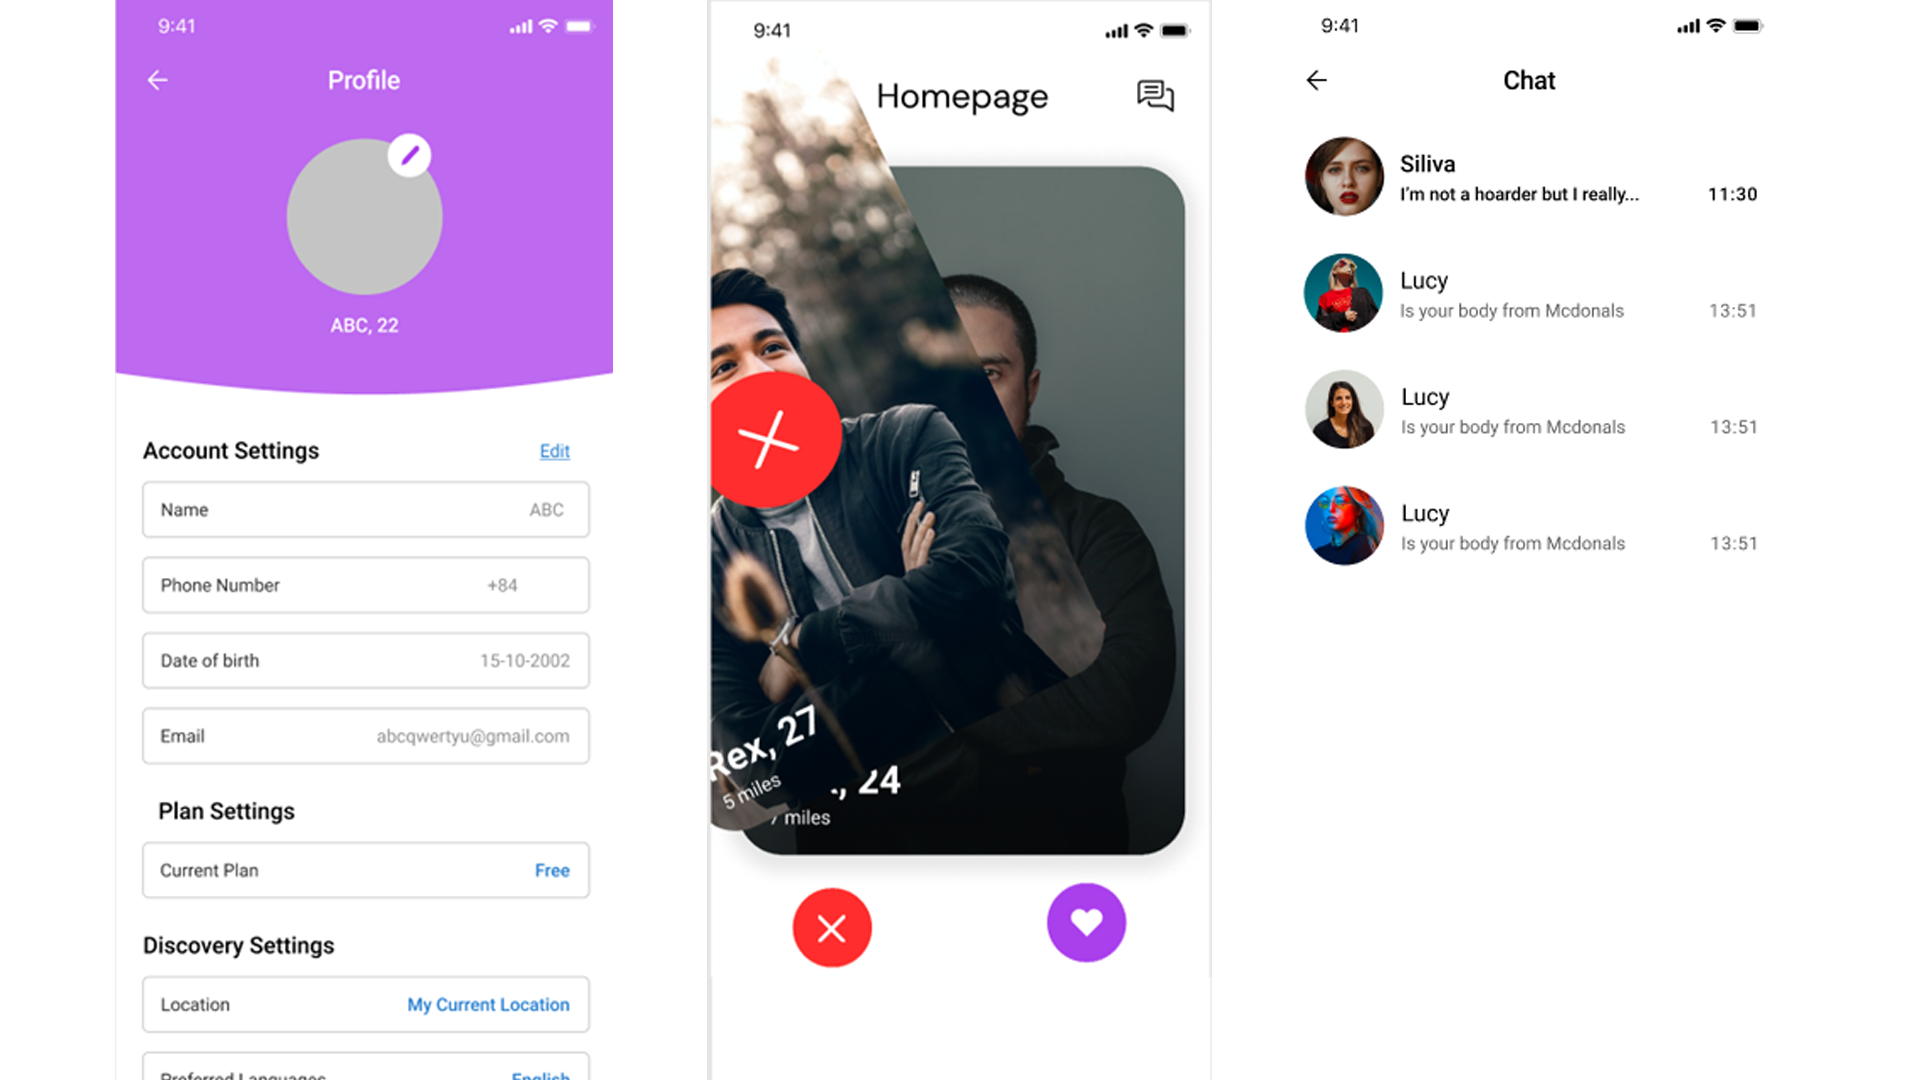 9:41
Profile
ABC, 22
Account Settings
Edit
Name ABC
Phone Number +84
Date of birth 15-10-2002
Email abcqwertyu@gmail.com
Plan Settings
Current Plan Free
Discovery Settings
Location My Current Location
Preferred Languages English
9:41
Homepage
Rex, 27
5 miles
, 24
7 miles
9:41
Chat
Siliva
I'm not a hoarder but I really... 11:30
Lucy
Is your body from Mcdonals 13:51
Lucy
Is your body from Mcdonals 13:51
Lucy
Is your body from Mcdonals 13:51